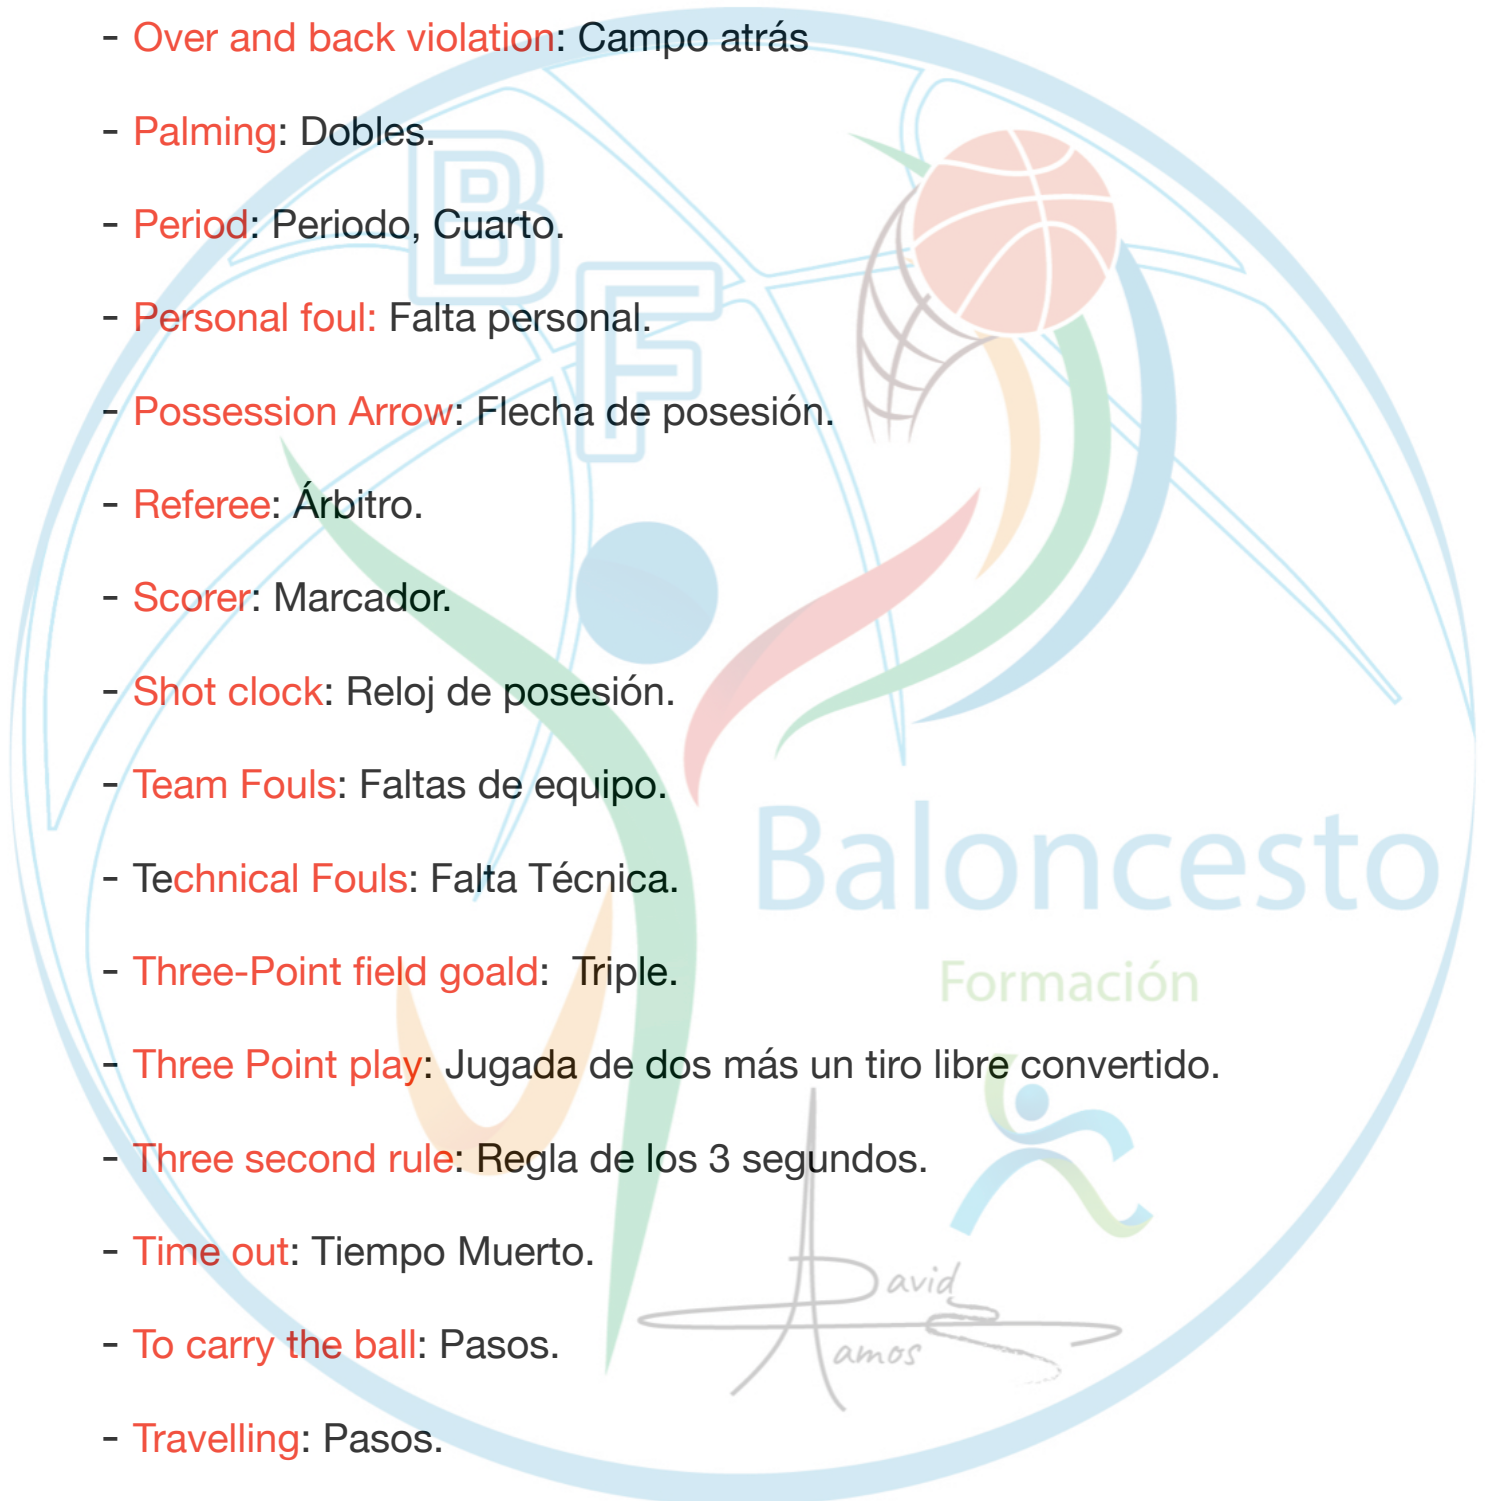 - Over and back violation: Campo atrás
- Palming: Dobles.
- Period: Periodo, Cuarto.
- Personal foul: Falta personal.
- Possession Arrow: Flecha de posesión.
- Referee: Árbitro.
- Scorer: Marcador.
- Shot clock: Reloj de posesión.
- Team Fouls: Faltas de equipo.
- Technical Fouls: Falta Técnica.
- Three-Point field goald:  Triple.
- Three Point play: Jugada de dos más un tiro libre convertido.
- Three second rule: Regla de los 3 segundos.
- Time out: Tiempo Muerto.
- To carry the ball: Pasos.
- Travelling: Pasos.
B
F
Baloncesto
Formación
David
Ramos